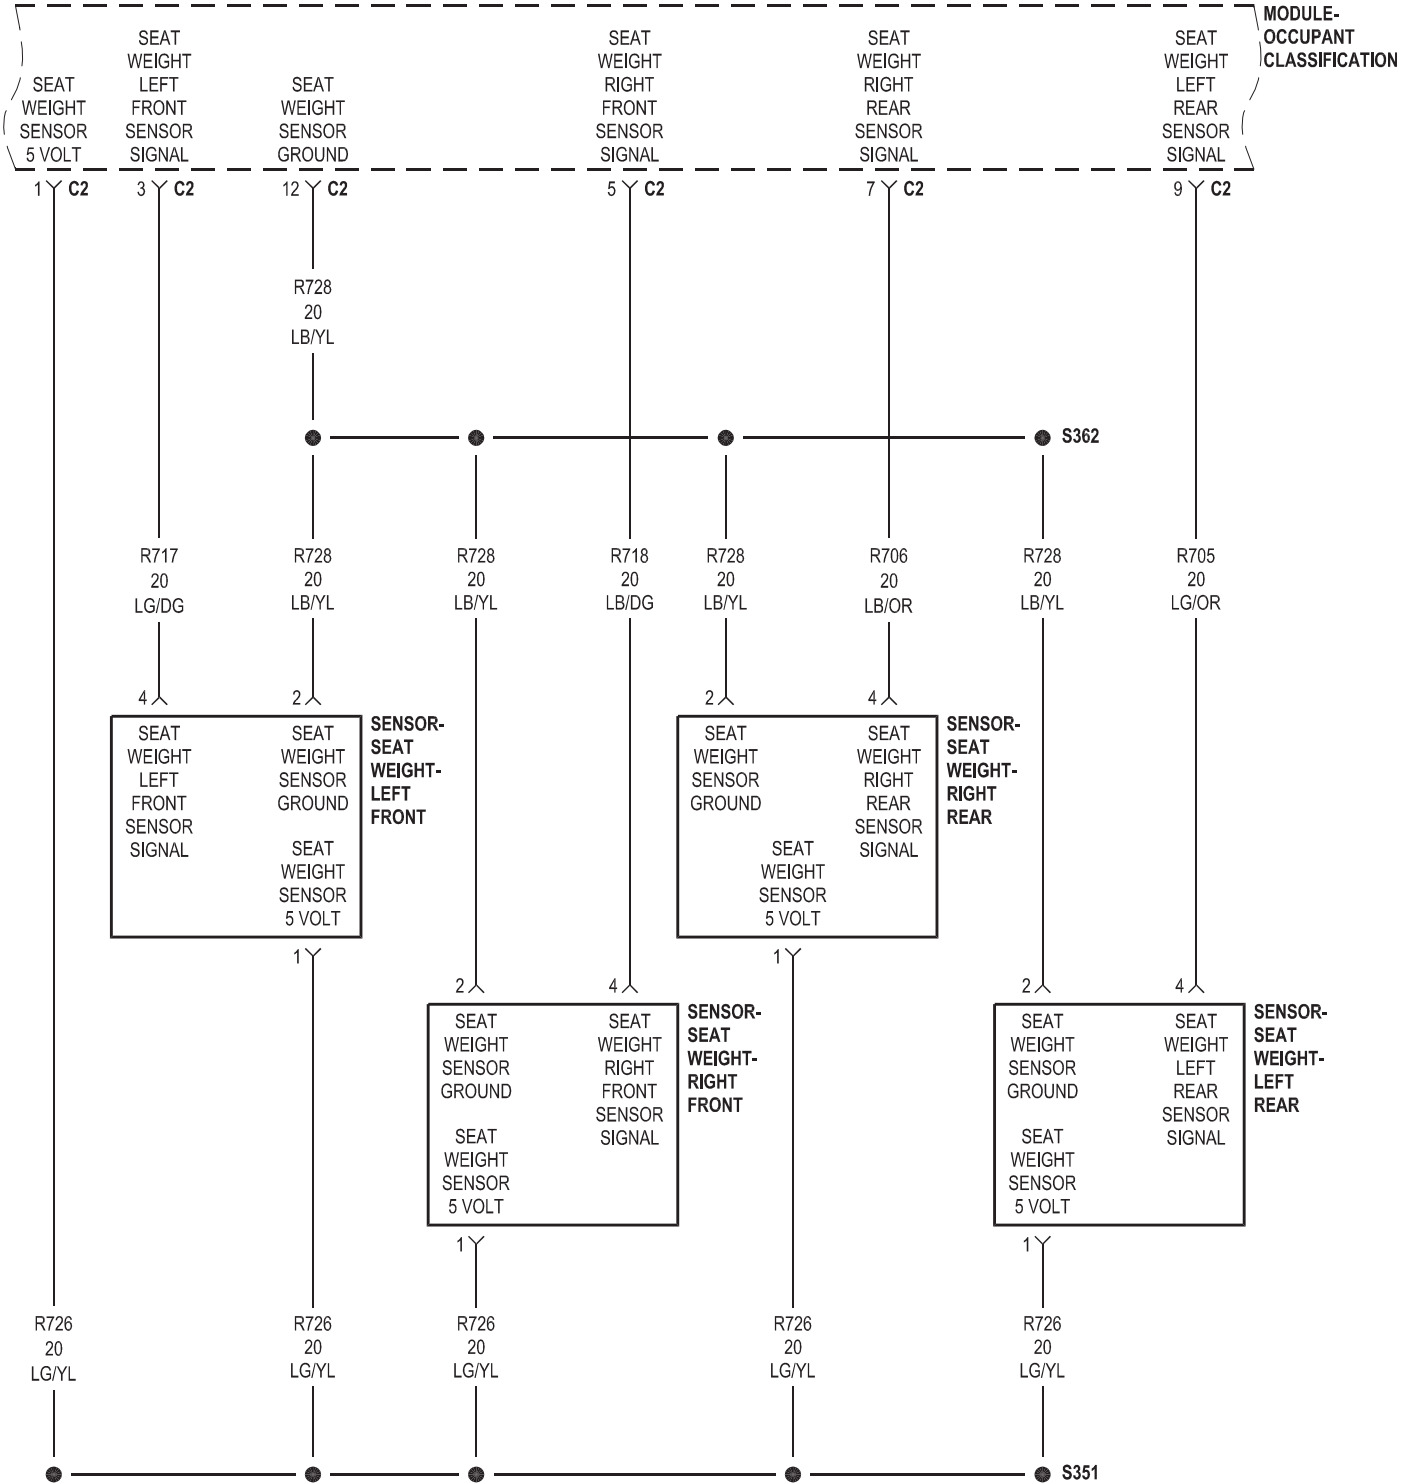 MODULE-
OCCUPANT
CLASSIFICATION
SEAT
WEIGHT
SENSOR
5 VOLT
SEAT
WEIGHT
LEFT
FRONT
SENSOR
SIGNAL
SEAT
WEIGHT
SENSOR
GROUND
SEAT
WEIGHT
RIGHT
FRONT
SENSOR
SIGNAL
SEAT
WEIGHT
RIGHT
REAR
SENSOR
SIGNAL
SEAT
WEIGHT
LEFT
REAR
SENSOR
SIGNAL
1 C2
3 C2
12 C2
5 C2
7 C2
9 C2
R728
20
LB/YL
S362
R717
20
LG/DG
R728
20
LB/YL
R728
20
LB/YL
R718
20
LB/DG
R728
20
LB/YL
R706
20
LB/OR
R728
20
LB/YL
R705
20
LG/OR
4
2
2
4
SEAT
WEIGHT
LEFT
FRONT
SENSOR
SIGNAL
SEAT
WEIGHT
SENSOR
GROUND
SEAT
WEIGHT
SENSOR
5 VOLT
SENSOR-
SEAT
WEIGHT-
LEFT
FRONT
SEAT
WEIGHT
SENSOR
GROUND
SEAT
WEIGHT
RIGHT
REAR
SENSOR
SIGNAL
SEAT
WEIGHT
SENSOR
5 VOLT
SENSOR-
SEAT
WEIGHT-
RIGHT
REAR
1
1
2
4
2
4
SEAT
WEIGHT
SENSOR
GROUND
SEAT
WEIGHT
RIGHT
FRONT
SENSOR
SIGNAL
SEAT
WEIGHT
SENSOR
5 VOLT
SENSOR-
SEAT
WEIGHT-
RIGHT
FRONT
SEAT
WEIGHT
SENSOR
GROUND
SEAT
WEIGHT
LEFT
REAR
SENSOR
SIGNAL
SEAT
WEIGHT
SENSOR
5 VOLT
SENSOR-
SEAT
WEIGHT-
LEFT
REAR
1
1
R726
20
LG/YL
R726
20
LG/YL
R726
20
LG/YL
R726
20
LG/YL
R726
20
LG/YL
S351